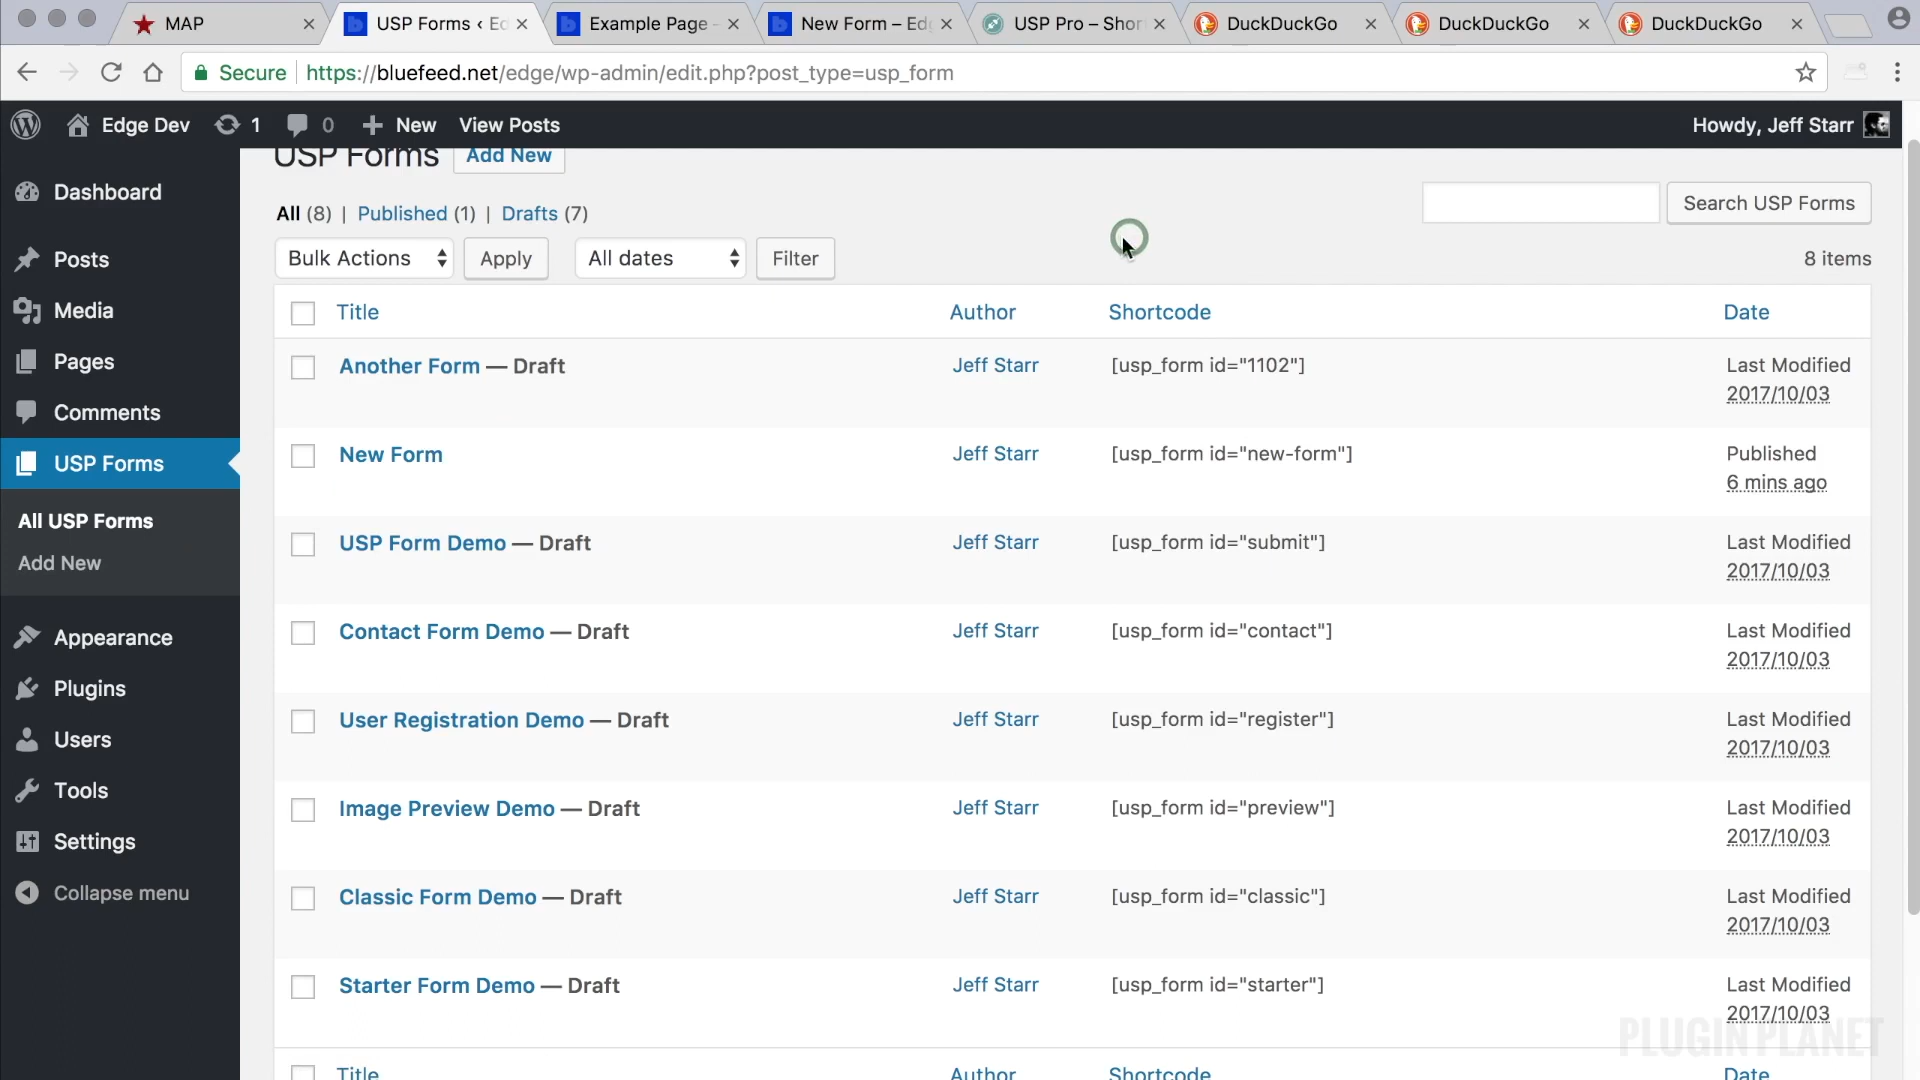 MAP
USP Forms ‹ Ed
Example Page -
New Form – Edg
USP Pro – Short
DuckDuckGo
DuckDuckGo
DuckDuckGo
Secure
https://bluefeed.net/edge/wp-admin/edit.php?post_type=usp_form
Edge Dev
1
0
New
View Posts
Howdy, Jeff Starr
USP Forms
Add New
Dashboard
Posts
Media
Pages
Comments
USP Forms
All USP Forms
Add New
Appearance
Plugins
Users
Tools
Settings
Collapse menu
All (8) | Published (1) | Drafts (7)
Search USP Forms
Bulk Actions
Apply
All dates
Filter
8 items
Title Author Shortcode Date
Another Form — Draft Jeff Starr [usp_form id="1102"] Last Modified
2017/10/03
New Form Jeff Starr [usp_form id="new-form"] Published
6 mins ago
USP Form Demo — Draft Jeff Starr [usp_form id="submit"] Last Modified
2017/10/03
Contact Form Demo — Draft Jeff Starr [usp_form id="contact"] Last Modified
2017/10/03
User Registration Demo — Draft Jeff Starr [usp_form id="register"] Last Modified
2017/10/03
Image Preview Demo — Draft Jeff Starr [usp_form id="preview"] Last Modified
2017/10/03
Classic Form Demo — Draft Jeff Starr [usp_form id="classic"] Last Modified
2017/10/03
Starter Form Demo — Draft Jeff Starr [usp_form id="starter"] Last Modified
2017/10/03
PLUGIN PLANET
Title Author Shortcode Date